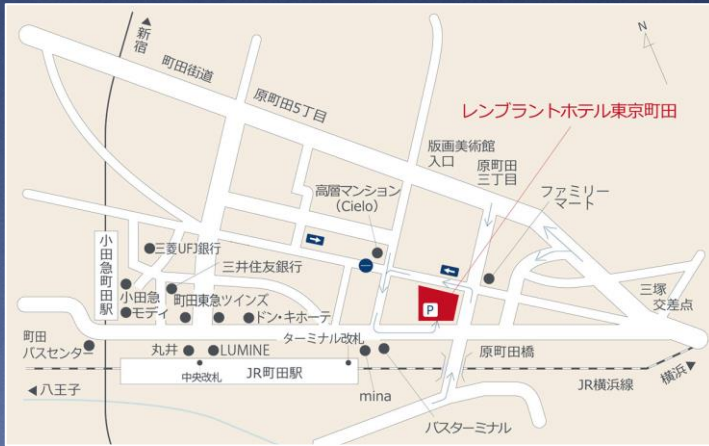 N
▲新宿
町田街道
原町田5丁目
レンブラントホテル東京町田
版画美術館
入口
原町田
三丁目
高層マンション
（Cielo）
ファミリー
マート
小田急町田駅
三菱UFJ銀行
三井住友銀行
小田急
モディ
町田東急ツインズ
ドン・キホーテ
P
三塚
交差点
町田
バスセンター
丸井
LUMINE
ターミナル改札
原町田橋
中央改札
JR町田駅
mina
JR横浜線
横浜▶
◀八王子
バスターミナル